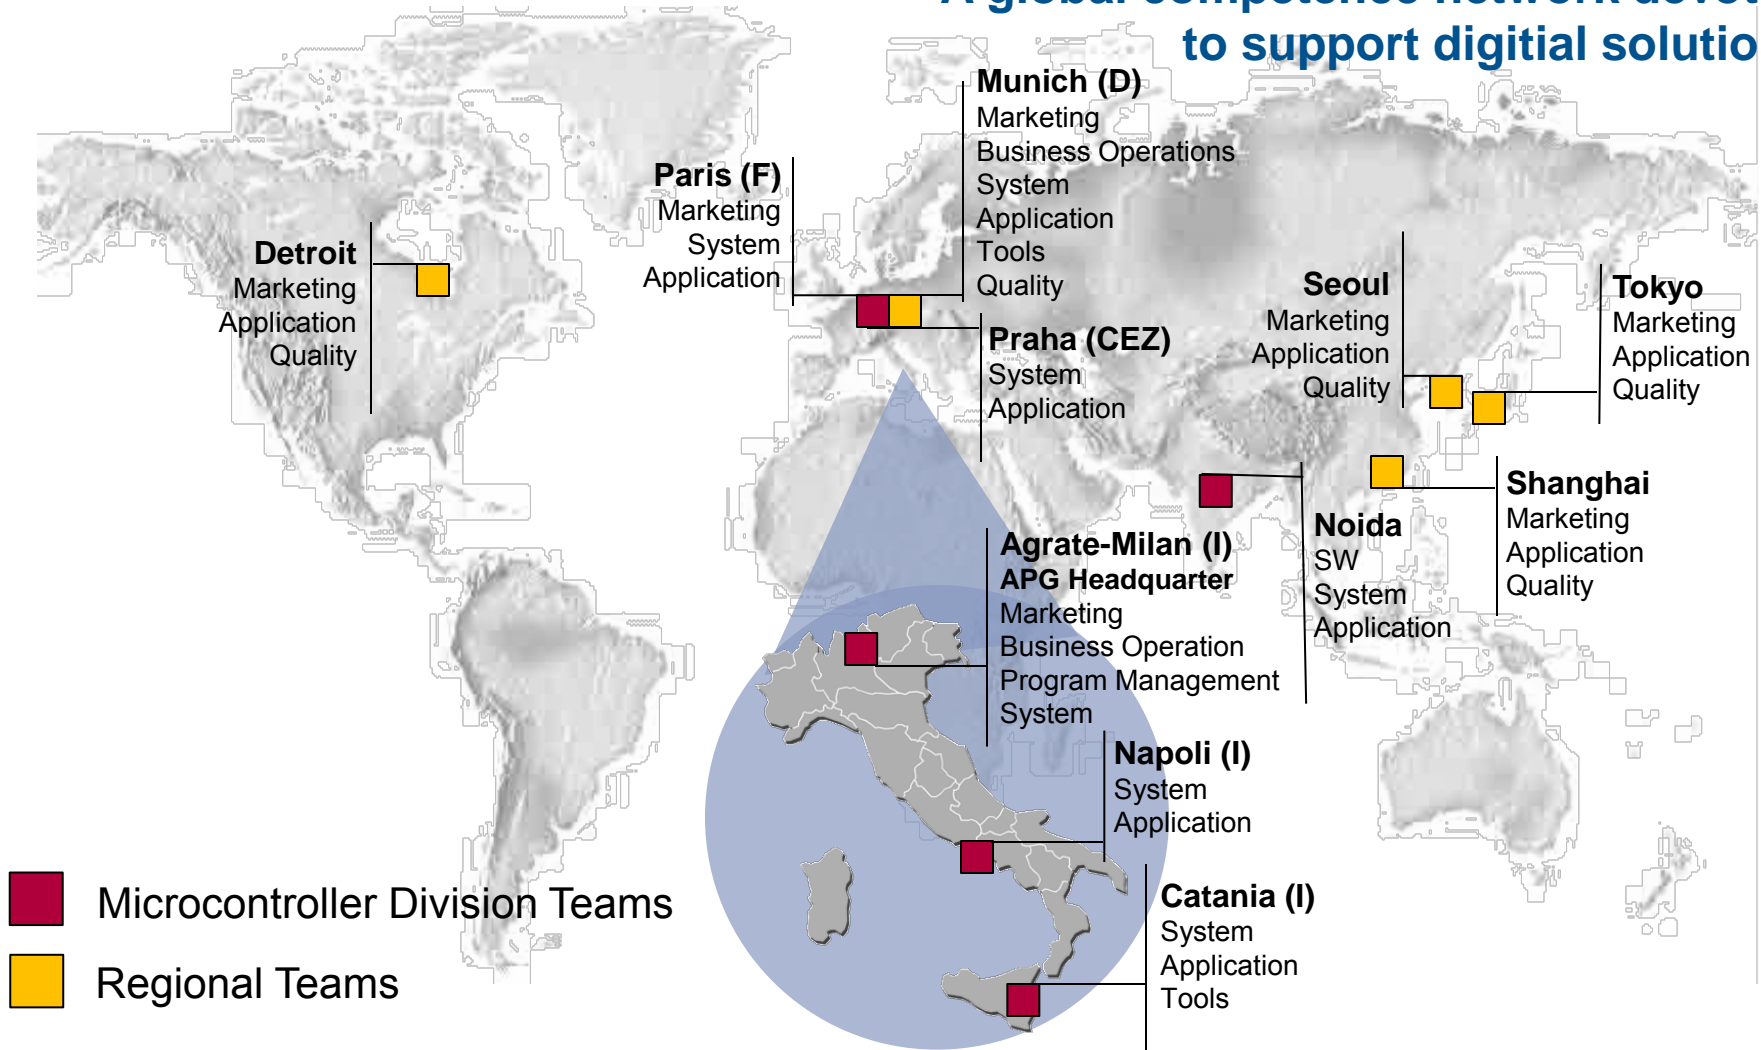 to support digitial solutio
Munich (D)
Marketing
Business Operations
System
Application
Tools
Quality
Paris (F)
Marketing
System
Application
Detroit
Marketing
Application
Quality
Praha (CEZ)
System
Application
Seoul
Marketing
Application
Quality
Tokyo
Marketing
Application
Quality
Shanghai
Marketing
Application
Quality
Noida
SW
System
Application
Agrate-Milan (I)
APG Headquarter
Marketing
Business Operation
Program Management
System
Napoli (I)
System
Application
Catania (I)
System
Application
Tools
Microcontroller Division Teams
Regional Teams